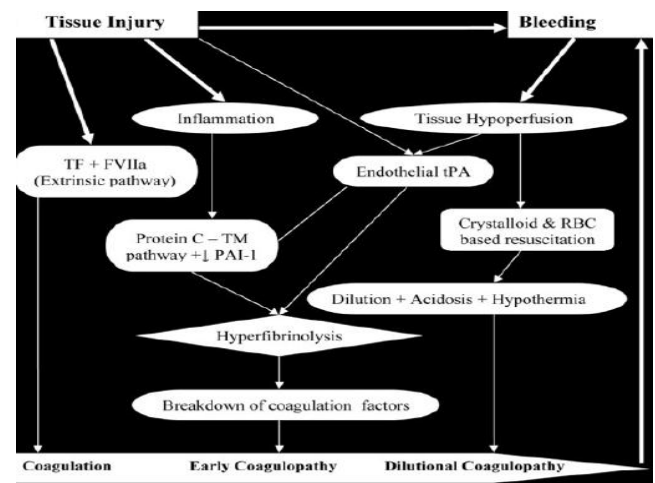 Tissue Injury
Bleeding
Inflammation
Tissue Hypoperfusion
TF + FVIIa
(Extrinsic pathway)
Endothelial tPA
Protein C – TM
pathway +↓ PAI-1
Crystalloid & RBC
based resuscitation
Dilution + Acidosis + Hypothermia
Hyperfibrinolysis
Breakdown of coagulation factors
Coagulation
Early Coagulopathy
Dilutional Coagulopathy